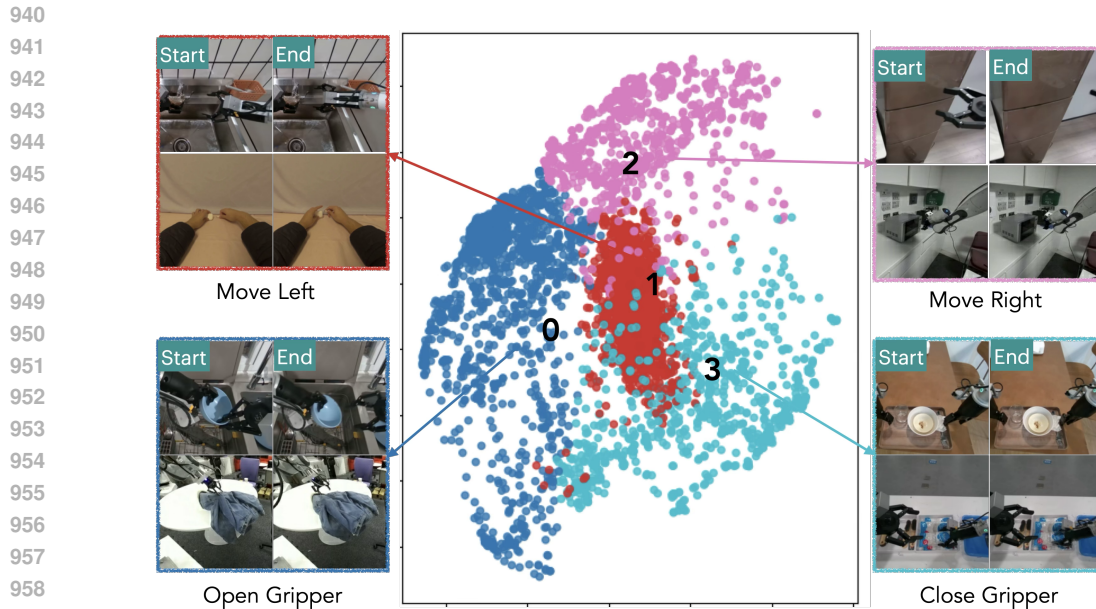 940
941
942
943
944
945
946
947
948
949
950
951
952
953
954
955
956
957
958
Start End
Move Left
Start End
Move Right
2
1
0
3
Start End
Open Gripper
Start End
Close Gripper